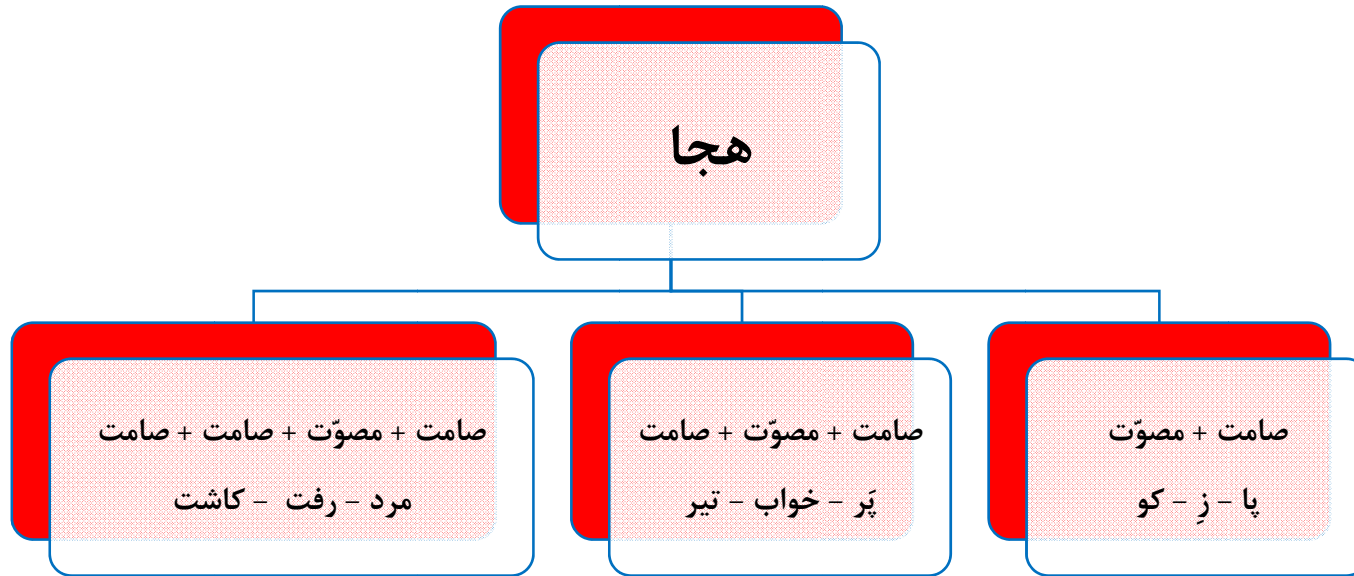 هجا
صامت + مصوّت
پا – زِ – کو
صامت + مصوّت + صامت
پَر – خواب – تیر
صامت + مصوّت + صامت + صامت
مرد – رفت – کاشت